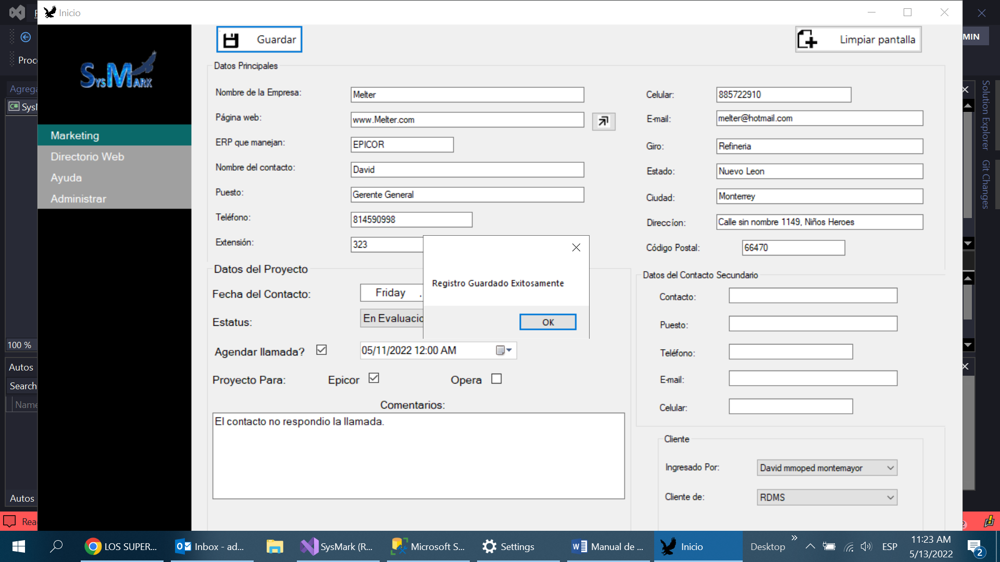 Inicio
Guardar
Limpiar pantalla
MIN
SYSMARK
Marketing
Directorio Web
Ayuda
Administrar
Datos Principales
Nombre de la Empresa:
Melter
Página web:
www.Melter.com
ERP que manejan:
EPICOR
Nombre del contacto:
David
Puesto:
Gerente General
Teléfono:
814590998
Extensión:
323
Celular:
885722910
E-mail:
melter@hotmail.com
Giro:
Refineria
Estado:
Nuevo Leon
Ciudad:
Monterrey
Direccíon:
Calle sin nombre 1149, Niños Heroes
Código Postal:
66470
Registro Guardado Exitosamente
OK
Datos del Proyecto
Fecha del Contacto:
Friday
Estatus:
En Evaluacio
Agendar llamada?
05/11/2022 12:00 AM
Proyecto Para:
Epicor
Opera
Comentarios:
El contacto no respondio la llamada.
Datos del Contacto Secundario
Contacto:
Puesto:
Teléfono:
E-mail:
Celular:
Cliente
Ingresado Por:
David mmoped montemayor
Cliente de:
RDMS
Proc
Agrega
C# SysM
100 %
Autos
Search
Name
Autos
Rea
Solution Explorer
Git Changes
LOS SUPER...
Inbox - ad...
SysMark (R...
Microsoft S...
Settings
Manual de ...
Inicio
Desktop
ESP
11:23 AM
5/13/2022
2